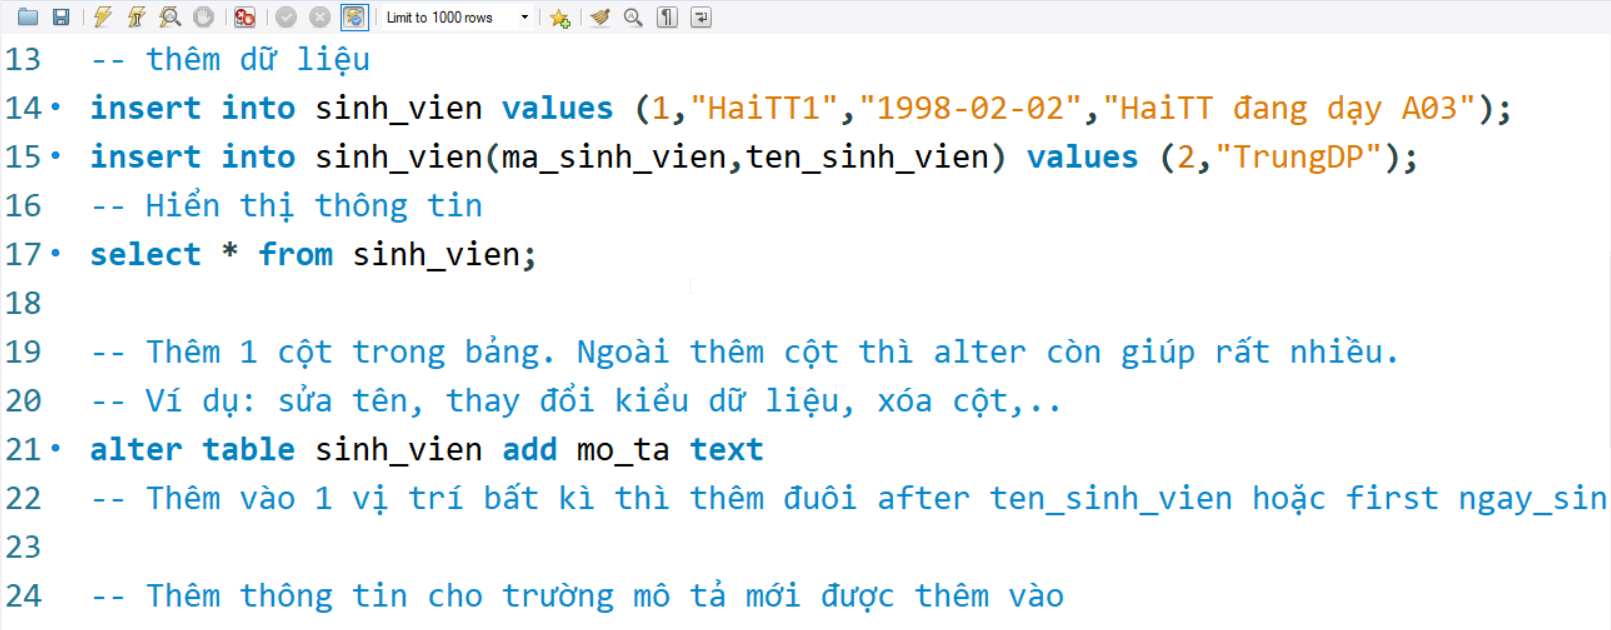 Limit to 1000 rows
13 -- thêm dữ liệu
14 insert into sinh_vien values (1,"HaiTT1","1998-02-02","HaiTT đang dạy A03");
15 insert into sinh_vien(ma_sinh_vien,ten_sinh_vien) values (2,"TrungDP");
16 -- Hiển thị thông tin
17 select * from sinh_vien;
18
19 -- Thêm 1 cột trong bảng. Ngoài thêm cột thì alter còn giúp rất nhiều.
20 -- Ví dụ: sửa tên, thay đổi kiểu dữ liệu, xóa cột,..
21 alter table sinh_vien add mo_ta text
22 -- Thêm vào 1 vị trí bất kì thì thêm đuôi after ten_sinh_vien hoặc first ngay_sin
23
24 -- Thêm thông tin cho trường mô tả mới được thêm vào